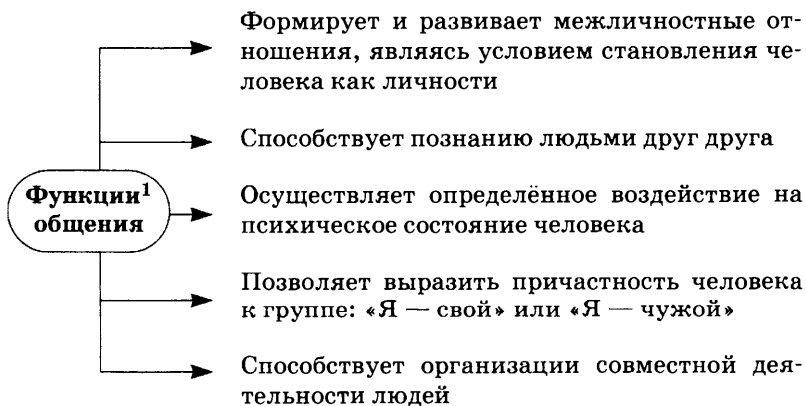 Формирует и развивает межличностные от-
ношения, являясь условием становления че-
ловека как личности
Способствует познанию людьми друг друга
Функции¹
общения
Осуществляет определённое воздействие на
психическое состояние человека
Позволяет выразить причастность человека
к группе: «Я — свой» или «Я — чужой»
Способствует организации совместной дея-
тельности людей